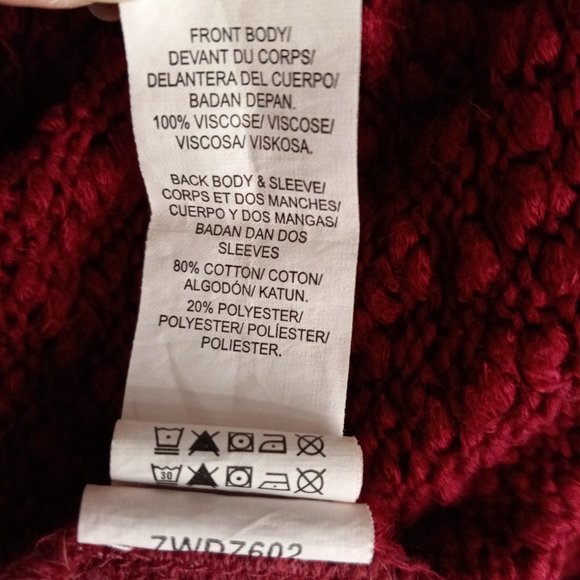 FRONT BODY/
DEVANT DU CORPS/
DELANTERA DEL CUERPO/
BADAN DEPAN.
100% VISCOSE/ VISCOSE/
VISCOSA/ VISKOSA.
BACK BODY & SLEEVE/
CORPS ET DOS MANCHES/
CUERPO Y DOS MANGAS/
BADAN DAN DOS
SLEEVES
80% COTTON/ COTON/
ALGODÓN/ KATUN.
20% POLYESTER/
POLYESTER/ POLÍESTER/
POLIESTER.
30
7WD7602